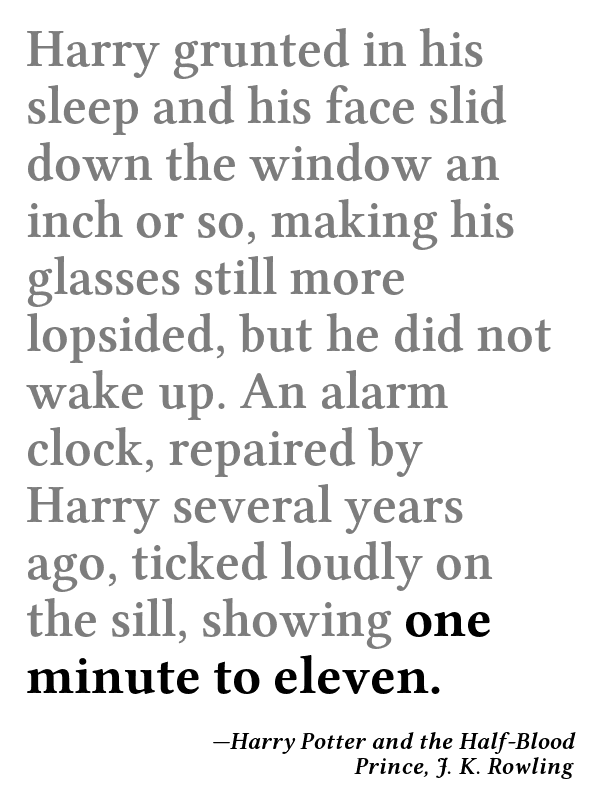 Harry grunted in his
sleep and his face slid
down the window an
inch or so, making his
glasses still more
lopsided, but he did not
wake up. An alarm
clock, repaired by
Harry several years
ago, ticked loudly on
the sill, showing one
minute to eleven.
—Harry Potter and the Half-Blood
Prince, J. K. Rowling